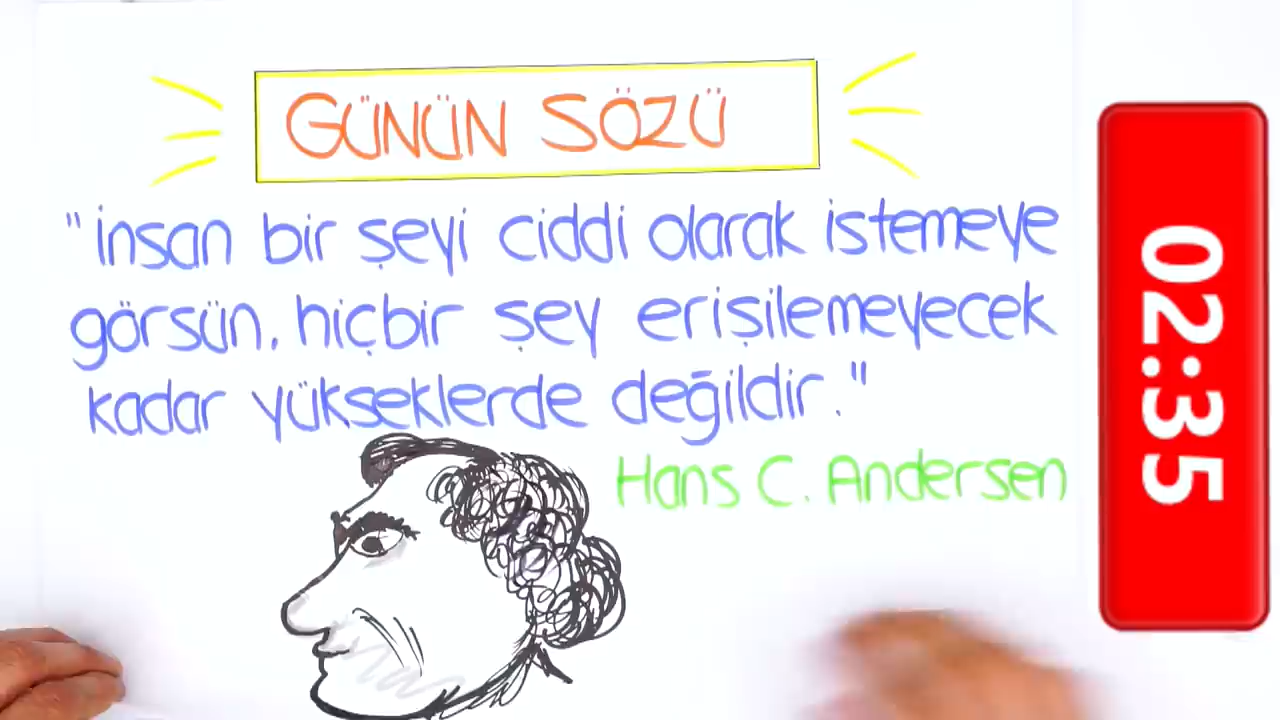 GÜNÜN SÖZÜ
"İnsan bir şeyi ciddi olarak istemeye
görsün, hiçbir şey erişilemeyecek
kadar yükseklerde değildir."
Hans C. Andersen
02:35